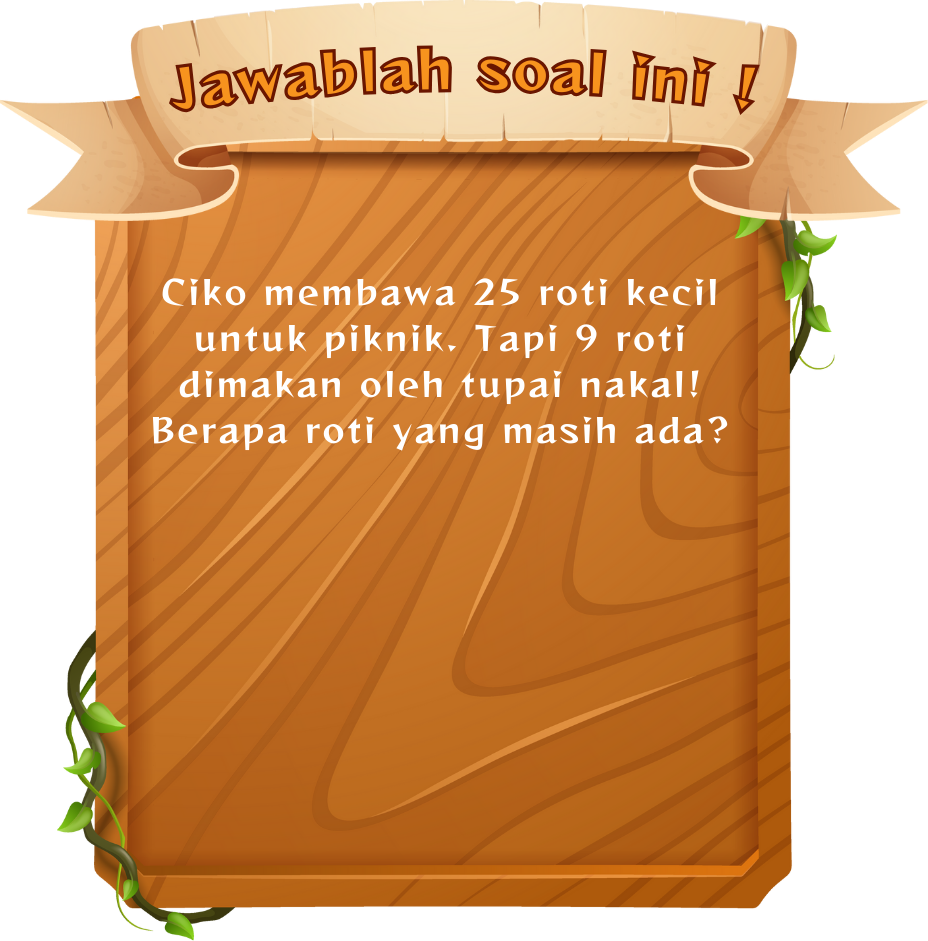 Jawablah soal ini !
Ciko membawa 25 roti kecil
untuk piknik. Tapi 9 roti
dimakan oleh tupai nakal!
Berapa roti yang masih ada?